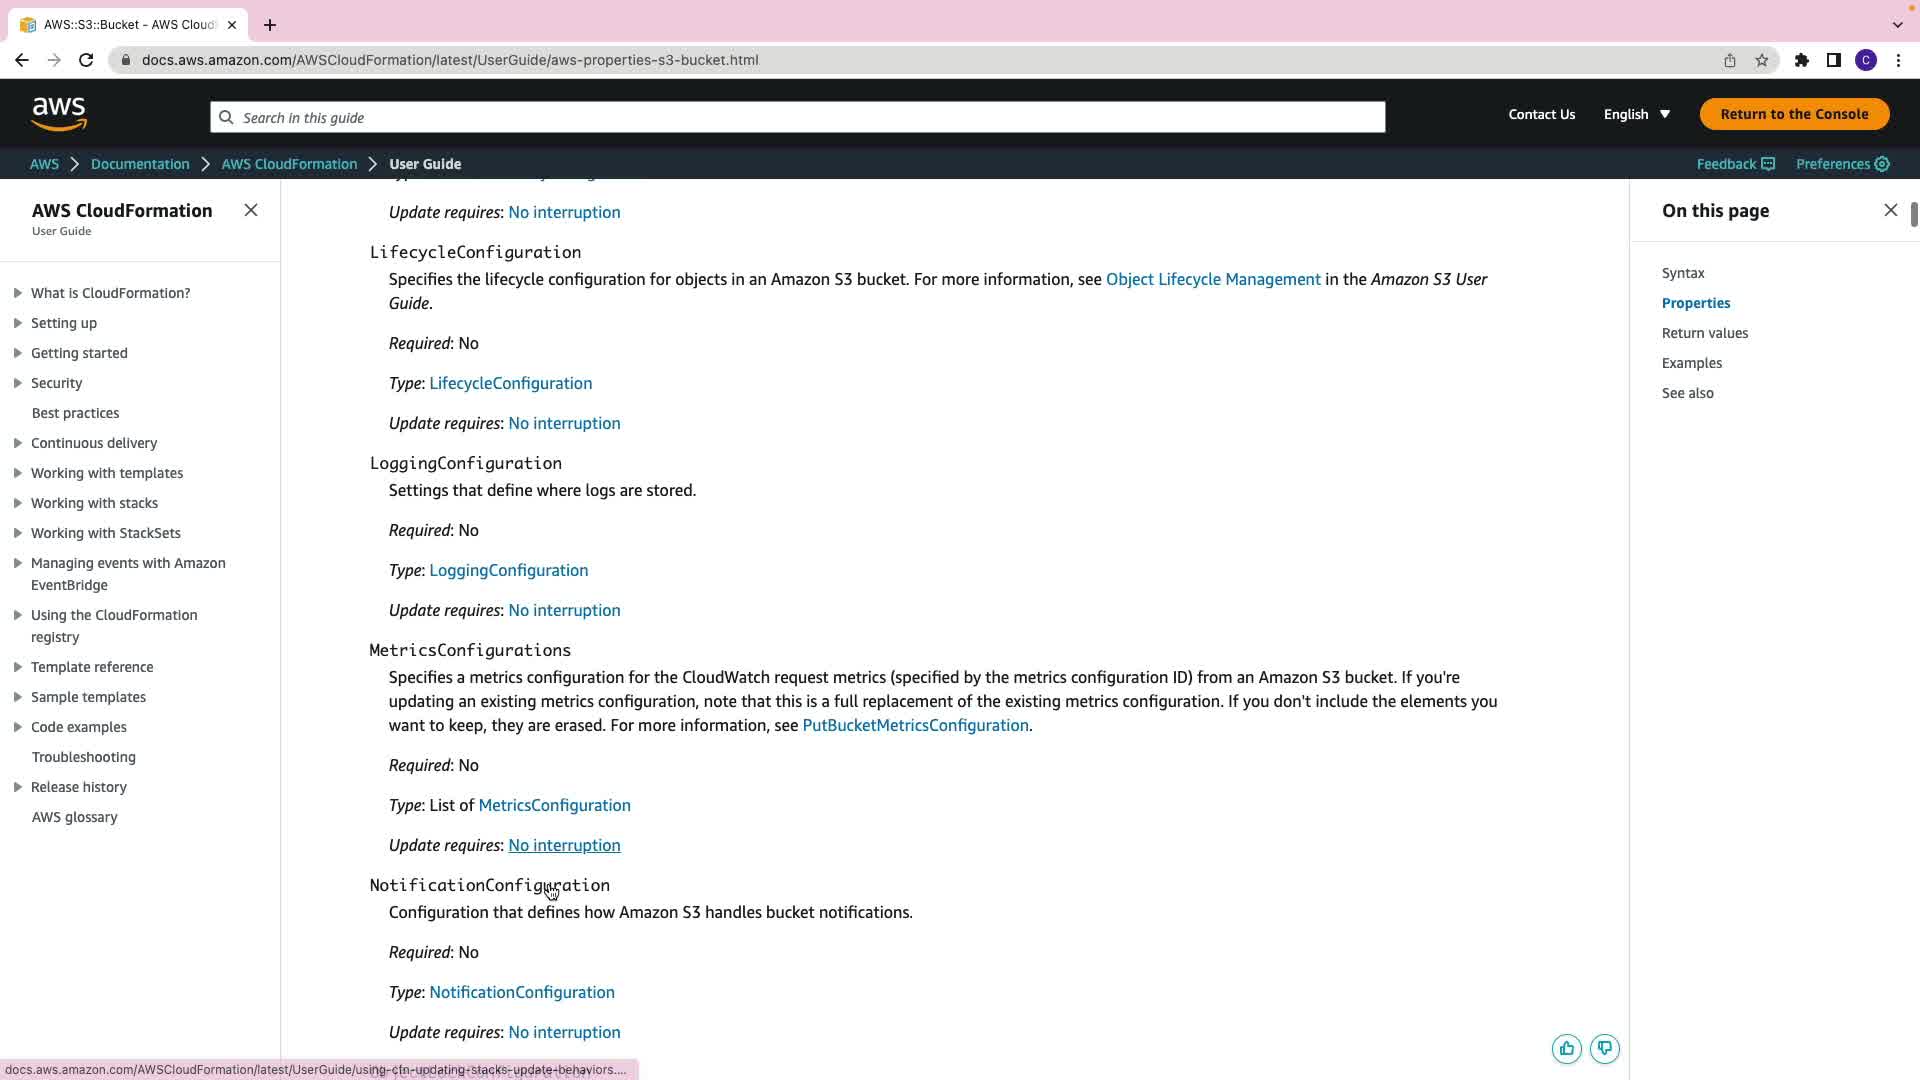 AWS::S3::Bucket - AWS Cloud
docs.aws.amazon.com/AWSCloudFormation/latest/UserGuide/aws-properties-s3-bucket.html
C
aws
Search in this guide
Contact Us
English
Return to the Console
AWS
Documentation
AWS CloudFormation
User Guide
Feedback
Preferences
AWS CloudFormation
User Guide
What is CloudFormation?
Setting up
Getting started
Security
Best practices
Continuous delivery
Working with templates
Working with stacks
Working with StackSets
Managing events with Amazon
EventBridge
Using the CloudFormation
registry
Template reference
Sample templates
Code examples
Troubleshooting
Release history
AWS glossary
Update requires: No interruption
LifecycleConfiguration
Specifies the lifecycle configuration for objects in an Amazon S3 bucket. For more information, see Object Lifecycle Management in the Amazon S3 User
Guide.
Required: No
Type: LifecycleConfiguration
Update requires: No interruption
LoggingConfiguration
Settings that define where logs are stored.
Required: No
Type: LoggingConfiguration
Update requires: No interruption
MetricsConfigurations
Specifies a metrics configuration for the CloudWatch request metrics (specified by the metrics configuration ID) from an Amazon S3 bucket. If you're
updating an existing metrics configuration, note that this is a full replacement of the existing metrics configuration. If you don't include the elements you
want to keep, they are erased. For more information, see PutBucketMetricsConfiguration.
Required: No
Type: List of MetricsConfiguration
Update requires: No interruption
NotificationConfiguration
Configuration that defines how Amazon S3 handles bucket notifications.
Required: No
Type: NotificationConfiguration
Update requires: No interruption
On this page
Syntax
Properties
Return values
Examples
See also
docs.aws.amazon.com/AWSCloudFormation/latest/UserGuide/using-cfn-updating-stacks-update-behaviors....